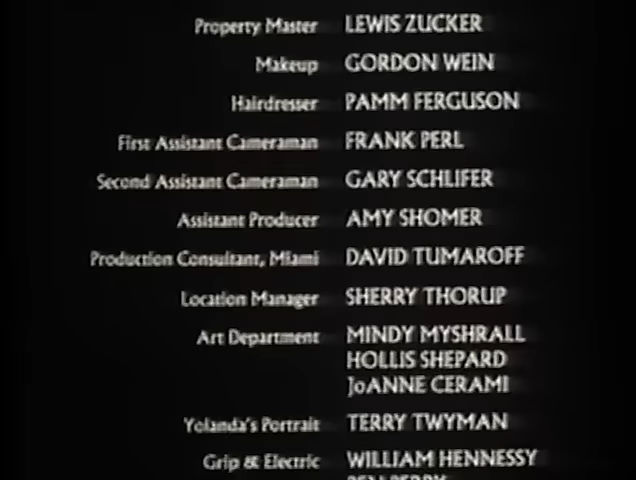 Property Master LEWIS ZUCKER
Makeup GORDON WEIN
Hairdresser PAMM FERGUSON
First Assistant Cameraman FRANK PERL
Second Assistant Cameraman GARY SCHLIFER
Assistant Producer AMY SHOMER
Production Consultant, Miami DAVID TUMAROFF
Location Manager SHERRY THORUP
Art Department MINDY MYSHRALL
HOLLIS SHEPARD
JoANNE CERAMI
Yolanda's Portrait TERRY TWYMAN
Grip & Electric WILLIAM HENNESSY